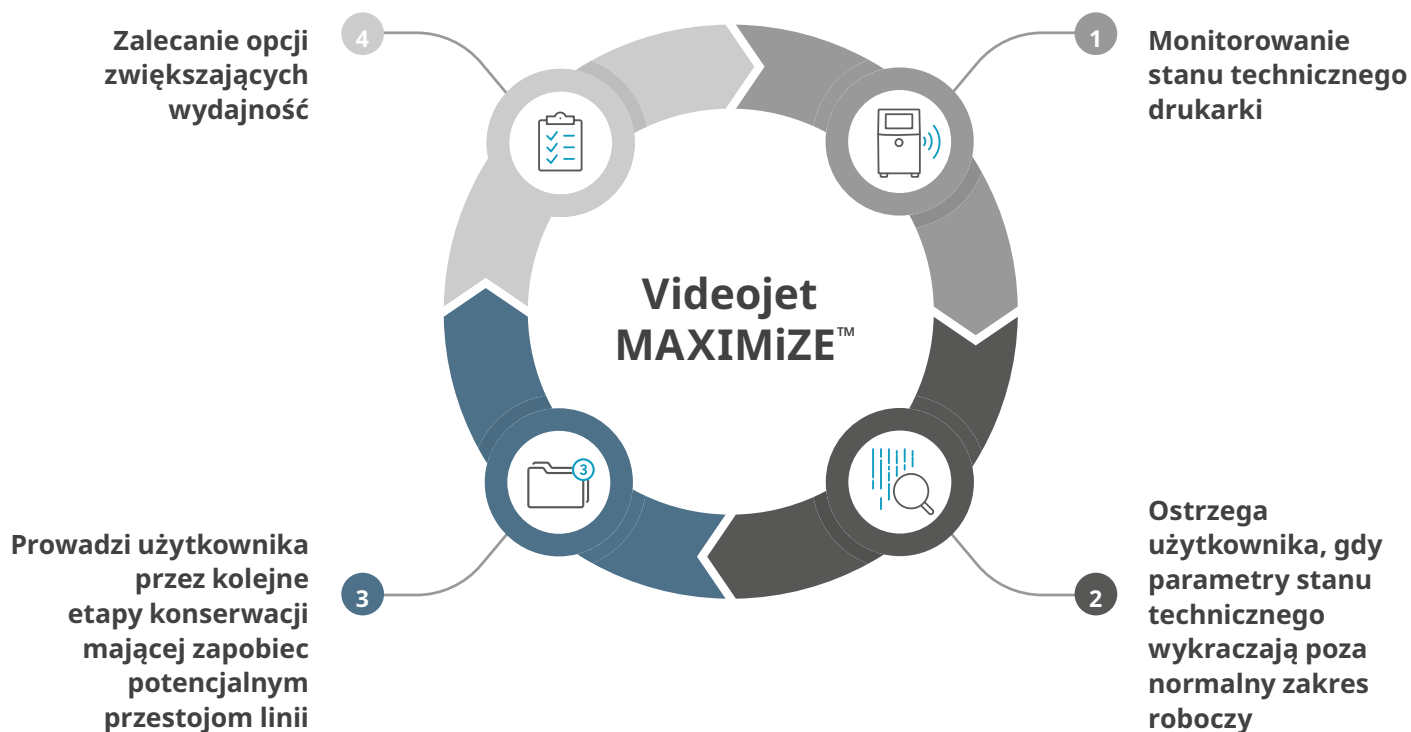 Videojet
MAXIMiZE™
1
Monitorowanie
stanu technicznego
drukarki
2
Ostrzega
użytkownika, gdy
parametry stanu
technicznego
wykraczają poza
normalny zakres
roboczy
3
Prowadzi użytkownika
przez kolejne
etapy konserwacji
mającej zapobiec
potencjalnym
przestojom linii
3
4
Zalecanie opcji
zwiększających
wydajność